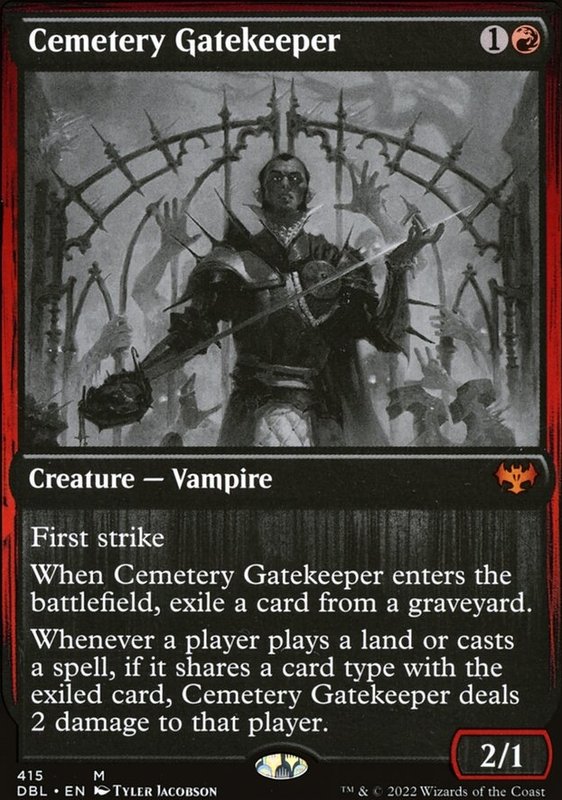 Cemetery Gatekeeper 1
Creature — Vampire
First strike
When Cemetery Gatekeeper enters the
battlefield, exile a card from a graveyard.
Whenever a player plays a land or casts
a spell, if it shares a card type with the
exiled card, Cemetery Gatekeeper deals
2 damage to that player.
2/1
415 M
DBL • EN Tyler Jacobson
™ & © 2022 Wizards of the Coast